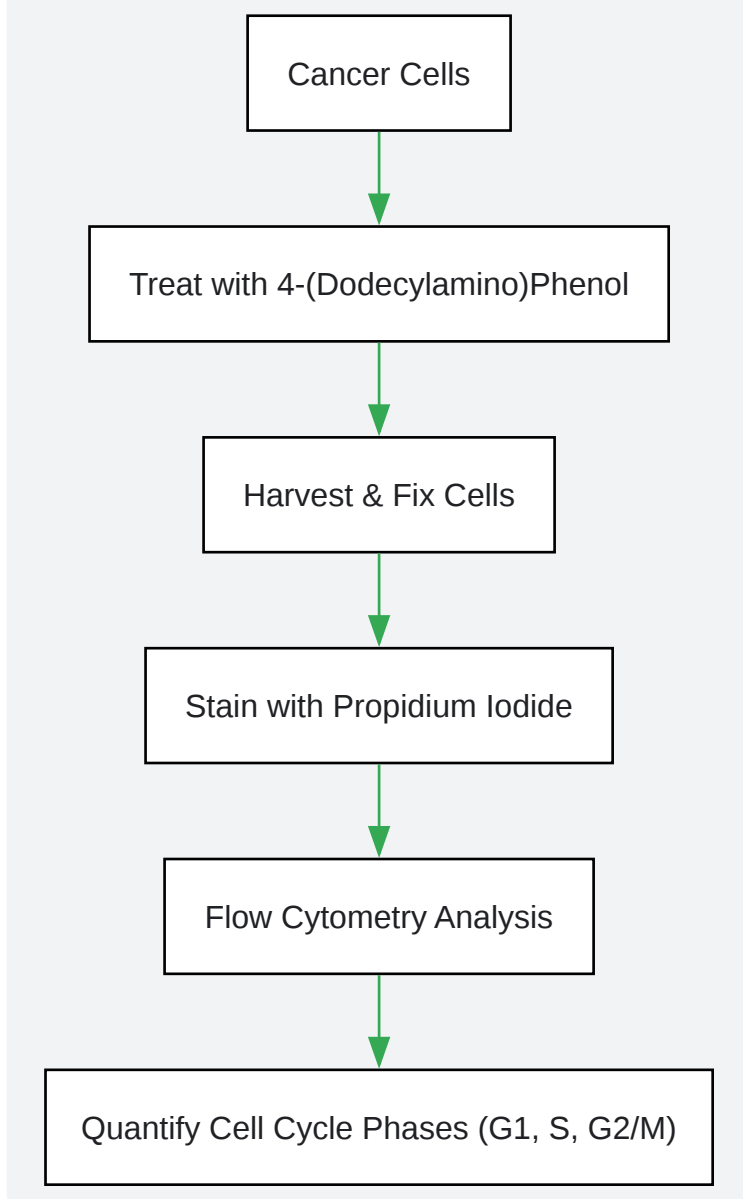 Cancer Cells
Treat with 4-(Dodecylamino)Phenol
Harvest & Fix Cells
Stain with Propidium Iodide
Flow Cytometry Analysis
Quantify Cell Cycle Phases (G1, S, G2/M)